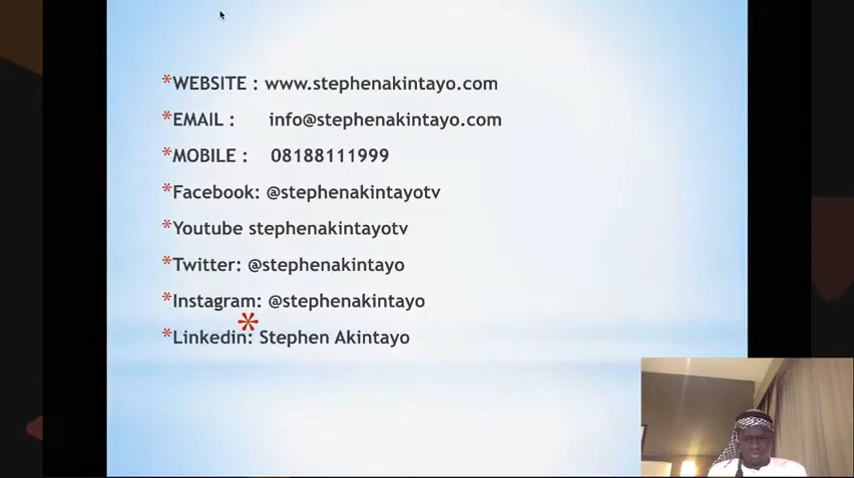 *WEBSITE : www.stephenakintayo.com
*EMAIL : info@stephenakintayo.com
*MOBILE : 08188111999
*Facebook: @stephenakintayotv
*Youtube stephenakintayotv
*Twitter: @stephenakintayo
*Instagram: @stephenakintayo
*Linkedin: Stephen Akintayo